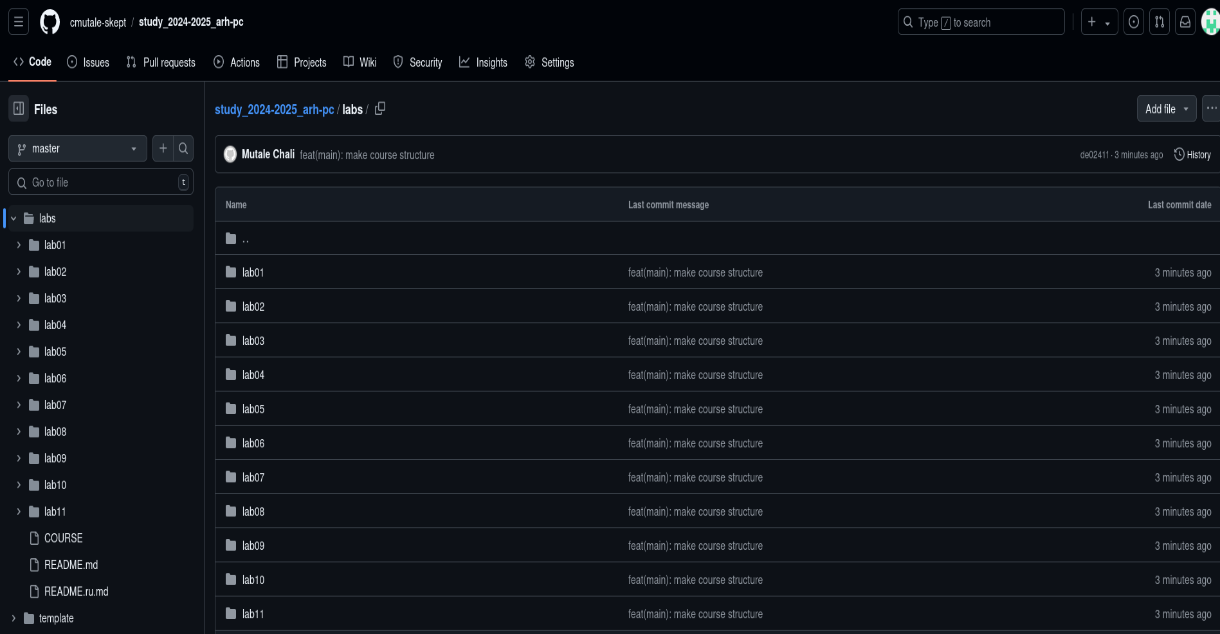 cmutale-skept / study_2024-2025_arh-pc
Type / to search
Code Issues Pull requests Actions Projects Wiki Security Insights Settings
Files
master
Go to file t
labs
lab01
lab02
lab03
lab04
lab05
lab06
lab07
lab08
lab09
lab10
lab11
COURSE
README.md
README.ru.md
template
study_2024-2025_arh-pc / labs /
Add file
Mutale Chali feat(main): make course structure de02411 · 3 minutes ago History
Name Last commit message Last commit date
..
lab01 feat(main): make course structure 3 minutes ago
lab02 feat(main): make course structure 3 minutes ago
lab03 feat(main): make course structure 3 minutes ago
lab04 feat(main): make course structure 3 minutes ago
lab05 feat(main): make course structure 3 minutes ago
lab06 feat(main): make course structure 3 minutes ago
lab07 feat(main): make course structure 3 minutes ago
lab08 feat(main): make course structure 3 minutes ago
lab09 feat(main): make course structure 3 minutes ago
lab10 feat(main): make course structure 3 minutes ago
lab11 feat(main): make course structure 3 minutes ago